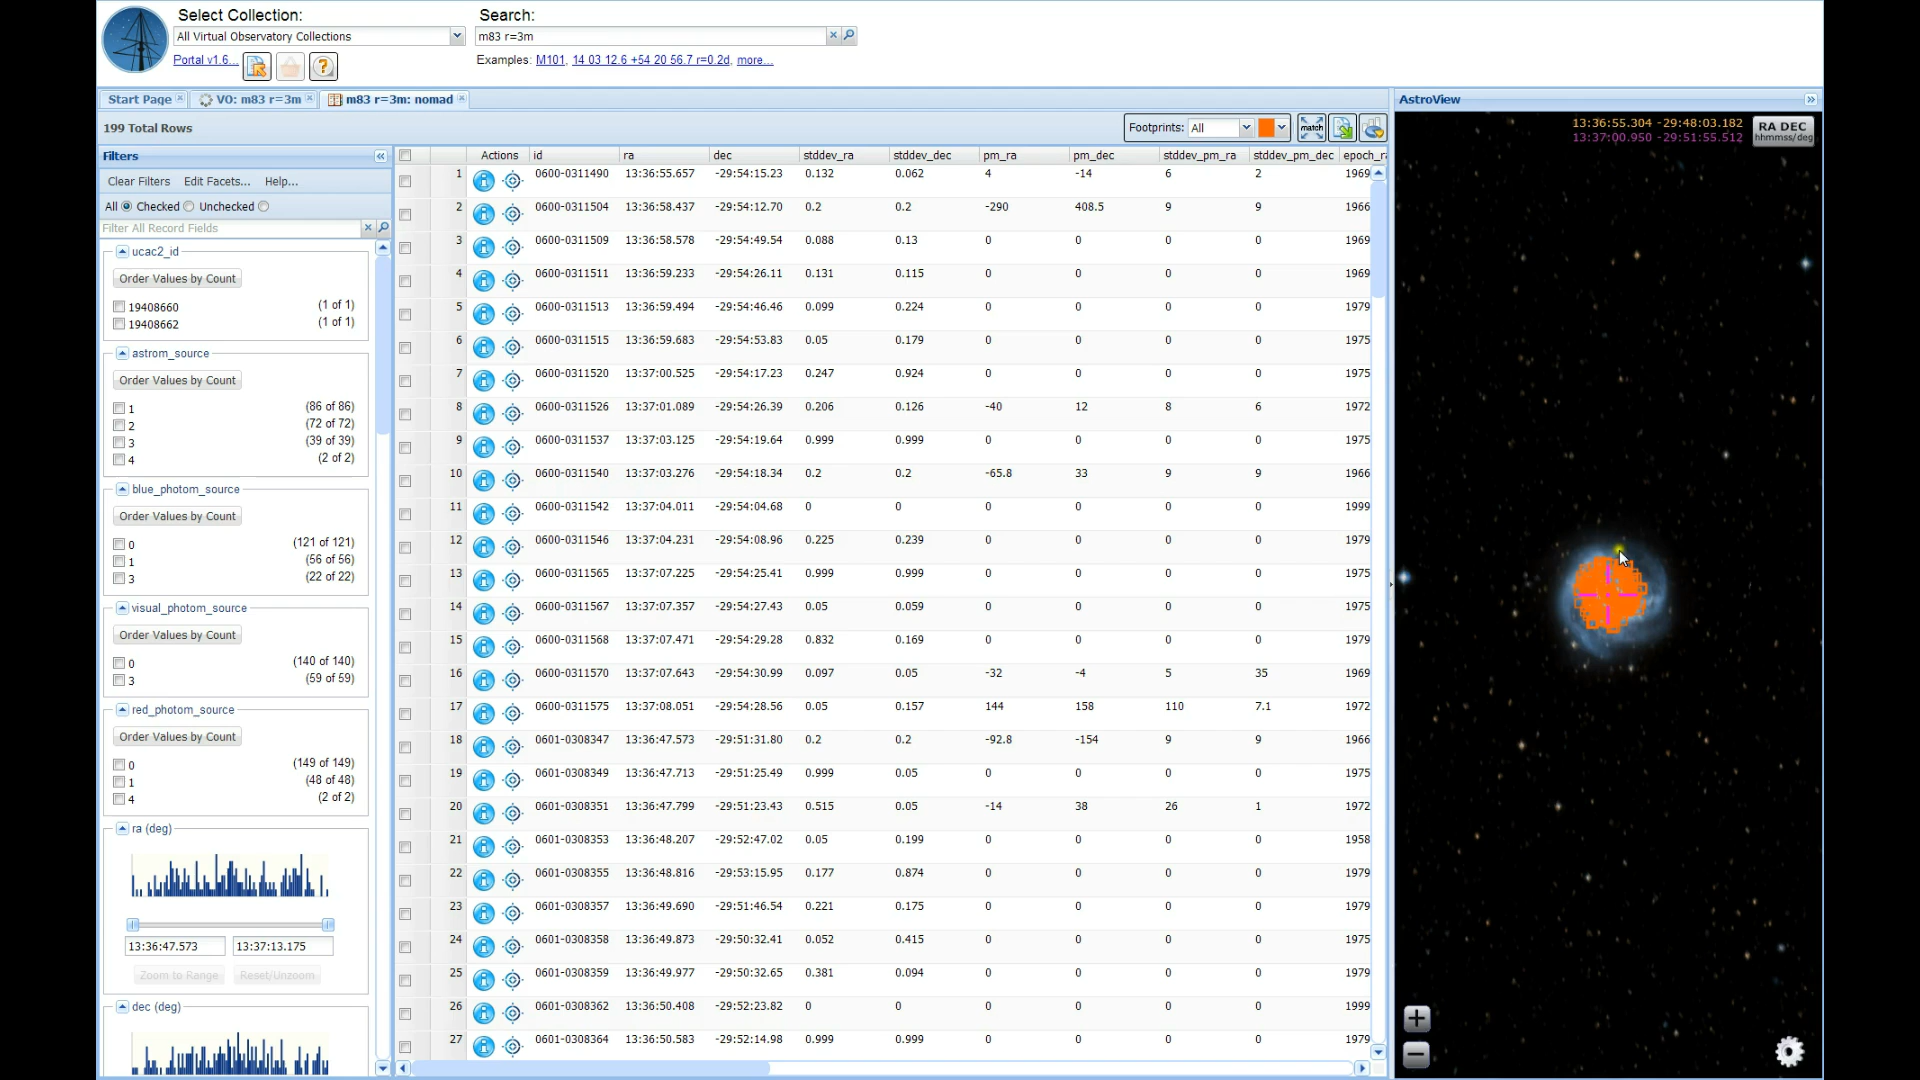 Select Collection:
Search:
All Virtual Observatory Collections
m83 r=3m
Portal v1.6...
Examples: M101, 14 03 12.6 +54 20 56.7 r=0.2d, more...
Start Page
VO: m83 r=3m
m83 r=3m: nomad
AstroView
199 Total Rows
Footprints: All
match
13:36:55.304 -29:48:03.182
13:37:00.950 -29:51:55.512
RA DEC
hhmmss/deg
Filters
Clear Filters Edit Facets... Help...
All Checked Unchecked
Filter All Record Fields
ucac2_id
Order Values by Count
19408660 (1 of 1)
19408662 (1 of 1)
astrom_source
Order Values by Count
1 (86 of 86)
2 (72 of 72)
3 (39 of 39)
4 (2 of 2)
blue_photom_source
Order Values by Count
0 (121 of 121)
1 (56 of 56)
3 (22 of 22)
visual_photom_source
Order Values by Count
0 (140 of 140)
3 (59 of 59)
red_photom_source
Order Values by Count
0 (149 of 149)
1 (48 of 48)
4 (2 of 2)
ra (deg)
13:36:47.573 13:37:13.175
Zoom to Range Reset/Unzoom
dec (deg)
Actions id ra dec stddev_ra stddev_dec pm_ra pm_dec stddev_pm_ra stddev_pm_dec epoch_ra
1 0600-0311490 13:36:55.657 -29:54:15.23 0.132 0.062 4 -14 6 2 1969
2 0600-0311504 13:36:58.437 -29:54:12.70 0.2 0.2 -290 408.5 9 9 1966
3 0600-0311509 13:36:58.578 -29:54:49.54 0.088 0.13 0 0 0 0 1969
4 0600-0311511 13:36:59.233 -29:54:26.11 0.131 0.115 0 0 0 0 1969
5 0600-0311513 13:36:59.494 -29:54:46.46 0.099 0.224 0 0 0 0 1979
6 0600-0311515 13:36:59.683 -29:54:53.83 0.05 0.179 0 0 0 0 1975
7 0600-0311520 13:37:00.525 -29:54:17.23 0.247 0.924 0 0 0 0 1975
8 0600-0311526 13:37:01.089 -29:54:26.39 0.206 0.126 -40 12 8 6 1972
9 0600-0311537 13:37:03.125 -29:54:19.64 0.999 0.999 0 0 0 0 1975
10 0600-0311540 13:37:03.276 -29:54:18.34 0.2 0.2 -65.8 33 9 9 1966
11 0600-0311542 13:37:04.011 -29:54:04.68 0 0 0 0 0 0 1999
12 0600-0311546 13:37:04.231 -29:54:08.96 0.225 0.239 0 0 0 0 1979
13 0600-0311565 13:37:07.225 -29:54:25.41 0.999 0.999 0 0 0 0 1975
14 0600-0311567 13:37:07.357 -29:54:27.43 0.05 0.059 0 0 0 0 1975
15 0600-0311568 13:37:07.471 -29:54:29.28 0.832 0.169 0 0 0 0 1979
16 0600-0311570 13:37:07.643 -29:54:30.99 0.097 0.05 -32 -4 5 35 1969
17 0600-0311575 13:37:08.051 -29:54:28.56 0.05 0.157 144 158 110 7.1 1972
18 0601-0308347 13:36:47.573 -29:51:31.80 0.2 0.2 -92.8 -154 9 9 1966
19 0601-0308349 13:36:47.713 -29:51:25.49 0.999 0.05 0 0 0 0 1975
20 0601-0308351 13:36:47.799 -29:51:23.43 0.515 0.05 -14 38 26 1 1972
21 0601-0308353 13:36:48.207 -29:52:47.02 0.05 0.199 0 0 0 0 1958
22 0601-0308355 13:36:48.816 -29:53:15.95 0.177 0.874 0 0 0 0 1979
23 0601-0308357 13:36:49.690 -29:51:46.54 0.221 0.175 0 0 0 0 1979
24 0601-0308358 13:36:49.873 -29:50:32.41 0.052 0.415 0 0 0 0 1975
25 0601-0308359 13:36:49.977 -29:50:32.65 0.381 0.094 0 0 0 0 1979
26 0601-0308362 13:36:50.408 -29:52:23.82 0 0 0 0 0 0 1999
27 0601-0308364 13:36:50.583 -29:52:14.98 0.999 0.999 0 0 0 0 1979